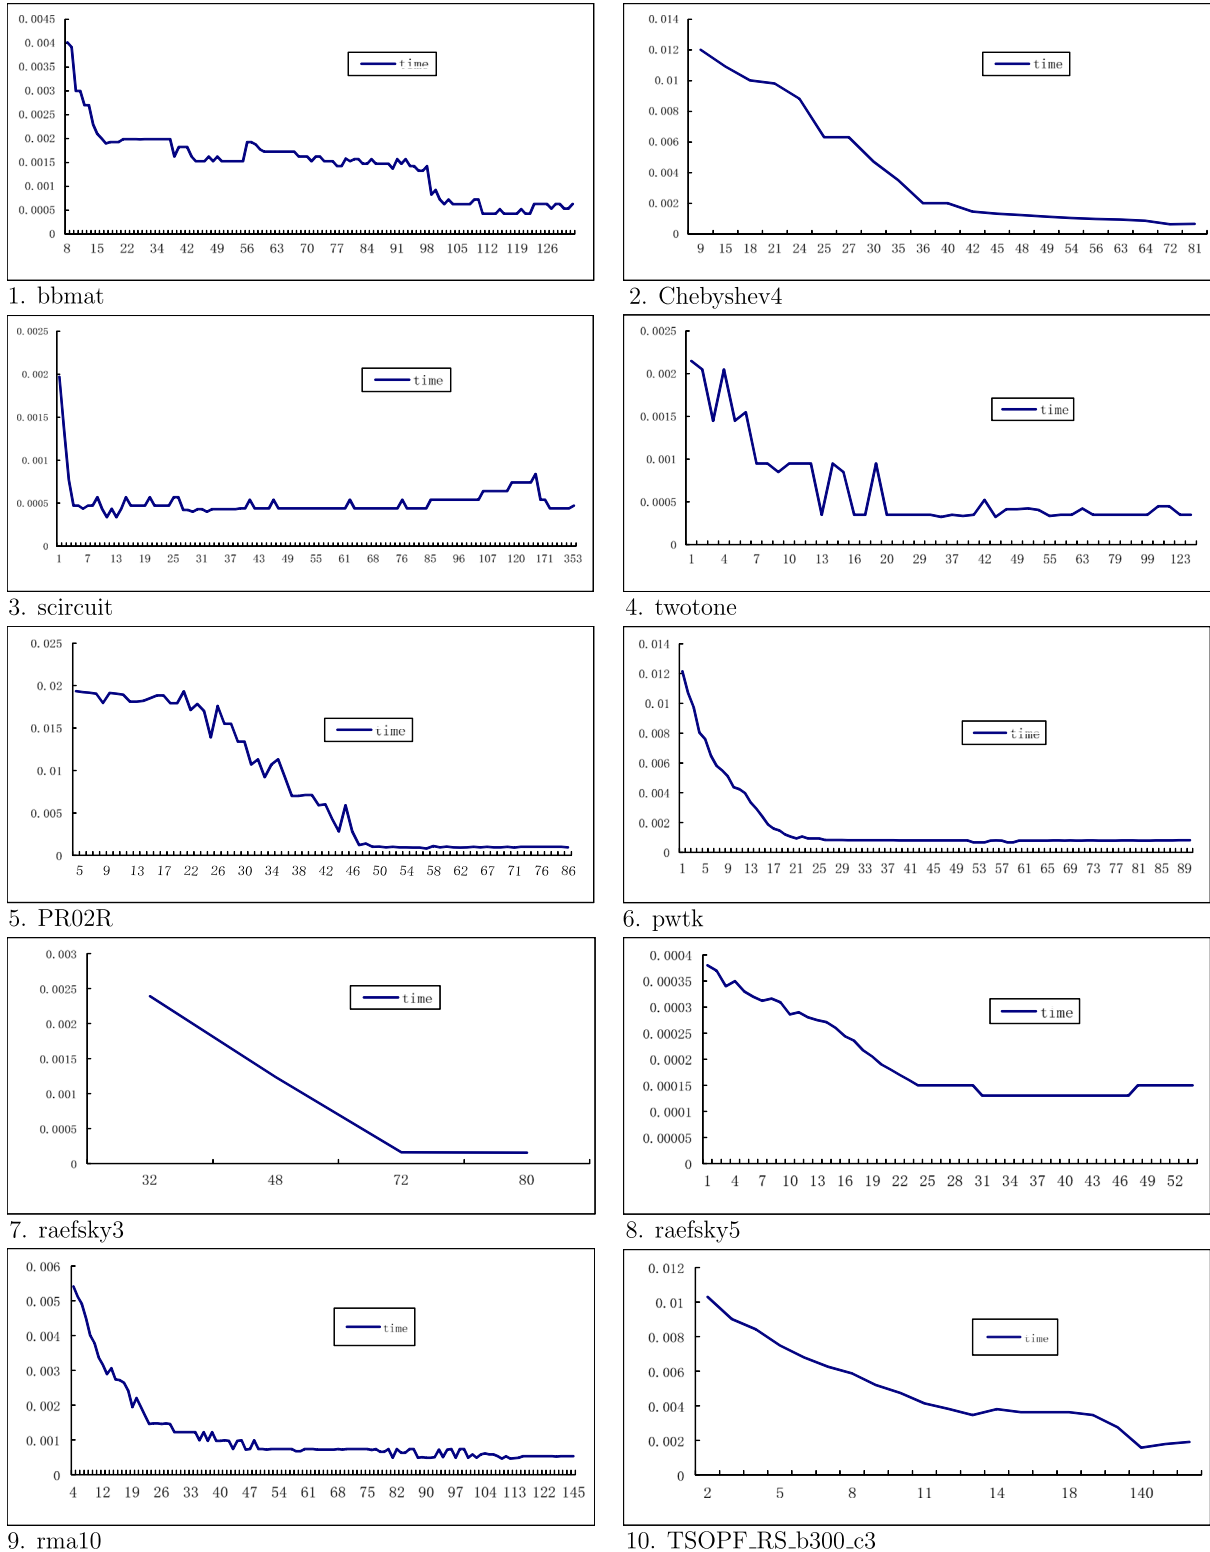 0.0045
0.004
0.0035
0.003
0.0025
0.002
0.0015
0.001
0.0005
0
time
8 15 22 34 42 49 56 63 70 77 84 91 98 105 112 119 126
1. bbmat
0.014
0.012
0.01
0.008
0.006
0.004
0.002
0
time
9 15 18 21 24 25 27 30 35 36 40 42 45 48 49 54 56 63 64 72 81
2. Chebyshev4
0.0025
0.002
0.0015
0.001
0.0005
0
time
1 7 13 19 25 31 37 43 49 55 61 68 76 85 96 107 120 171 353
3. scircuit
0.0025
0.002
0.0015
0.001
0.0005
0
time
1 4 7 10 13 16 20 29 37 42 49 55 63 79 99 123
4. twotone
0.025
0.02
0.015
0.01
0.005
0
time
5 9 13 17 22 26 30 34 38 42 46 50 54 58 62 67 71 76 86
5. PR02R
0.014
0.012
0.01
0.008
0.006
0.004
0.002
0
time
1 5 9 13 17 21 25 29 33 37 41 45 49 53 57 61 65 69 73 77 81 85 89
6. pwtk
0.003
0.0025
0.002
0.0015
0.001
0.0005
0
time
32 48 72 80
7. raefsky3
0.0004
0.00035
0.0003
0.00025
0.0002
0.00015
0.0001
0.00005
0
time
1 4 7 10 13 16 19 22 25 28 31 34 37 40 43 46 49 52
8. raefsky5
0.006
0.005
0.004
0.003
0.002
0.001
0
time
4 12 19 26 33 40 47 54 61 68 75 82 90 97 104 113 122 145
9. rma10
0.012
0.01
0.008
0.006
0.004
0.002
0
time
2 5 8 11 14 18 140
10. TSOPF_RS_b300_c3